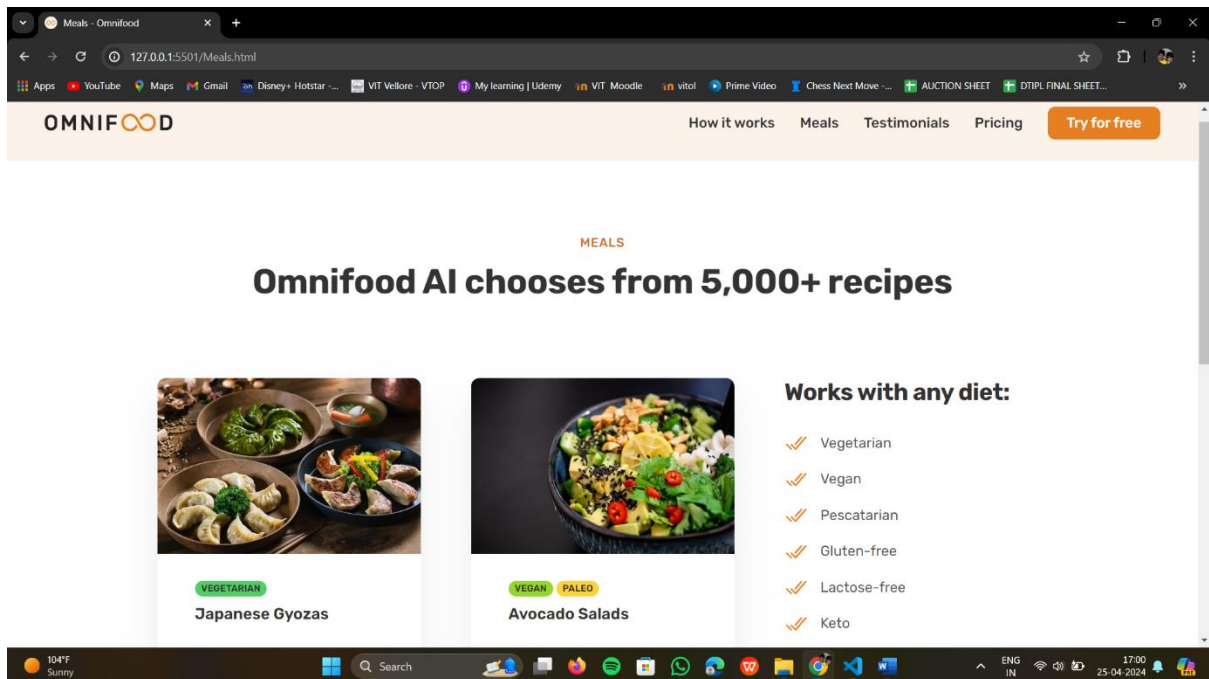 Meals - Omnifood
127.0.0.1:5501/Meals.html
Apps YouTube Maps Gmail Disney+ Hotstar -... VIT Vellore - VTOP My learning | Udemy VIT Moodle vitol Prime Video Chess Next Move -... AUCTION SHEET DTIPL FINAL SHEET... »
OMNIFOOD How it works Meals Testimonials Pricing Try for free
MEALS
Omnifood AI chooses from 5,000+ recipes
Works with any diet:
Vegetarian
Vegan
Pescatarian
Gluten-free
Lactose-free
Keto
VEGETARIAN
Japanese Gyozas
VEGAN PALEO
Avocado Salads
104°F
Sunny
Search
ENG
IN
17:00
25-04-2024